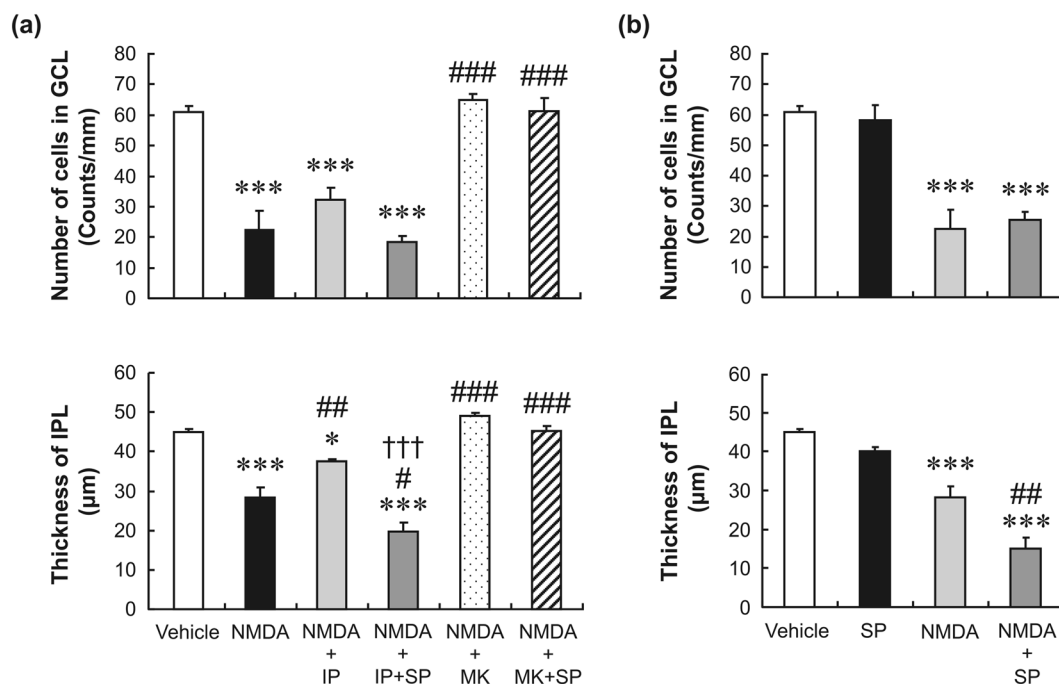 (a)
Number of cells in GCL
(Counts/mm)
80
70
60
50
40
30
20
10
0
***
***
***
###
###
Thickness of IPL
(μm)
60
50
40
30
20
10
0
***
##
*
†††
#
***
###
###
Vehicle
NMDA
NMDA
+
IP
NMDA
+
IP+SP
NMDA
+
MK
NMDA
+
MK+SP
(b)
Number of cells in GCL
(Counts/mm)
80
70
60
50
40
30
20
10
0
***
***
Thickness of IPL
(μm)
60
50
40
30
20
10
0
***
##
***
Vehicle
SP
NMDA
NMDA
+
SP